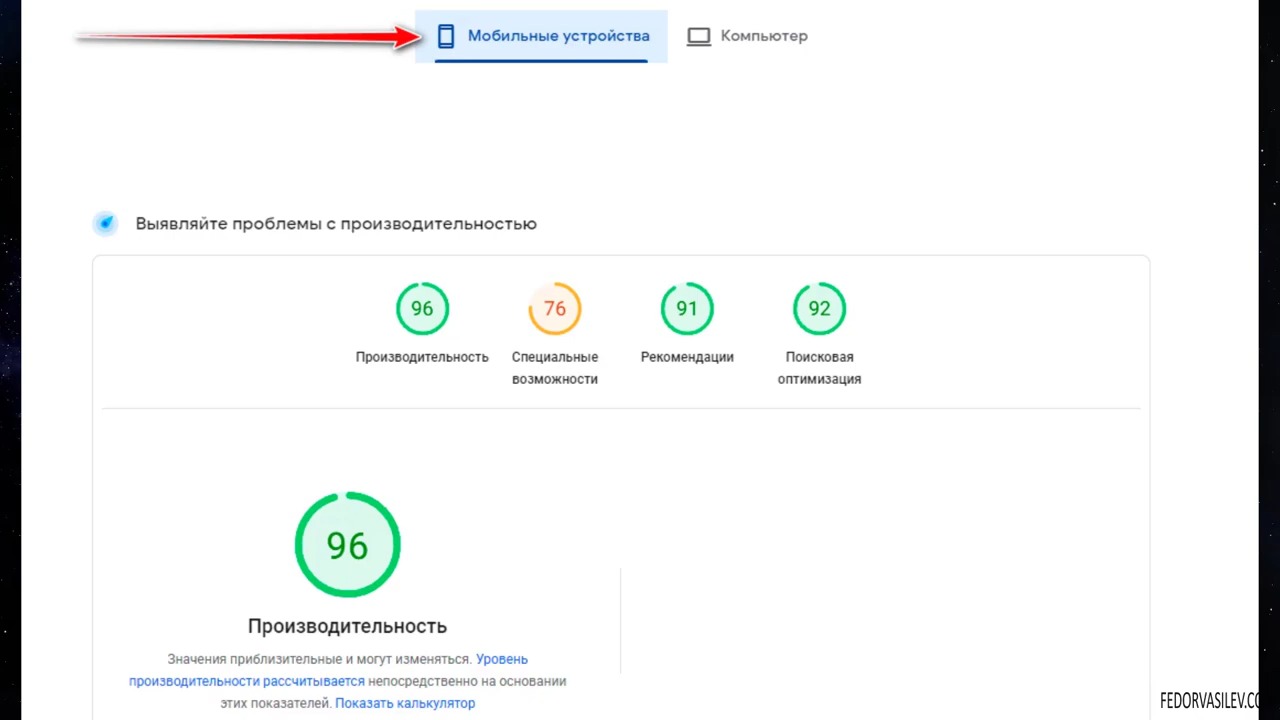 Мобильные устройства
Компьютер
Выявляйте проблемы с производительностью
96
76
91
92
Производительность
Специальные
возможности
Рекомендации
Поисковая
оптимизация
96
Производительность
Значения приблизительные и могут изменяться. Уровень
производительности рассчитывается непосредственно на основании
этих показателей. Показать калькулятор
FEDORVASILEV.CO